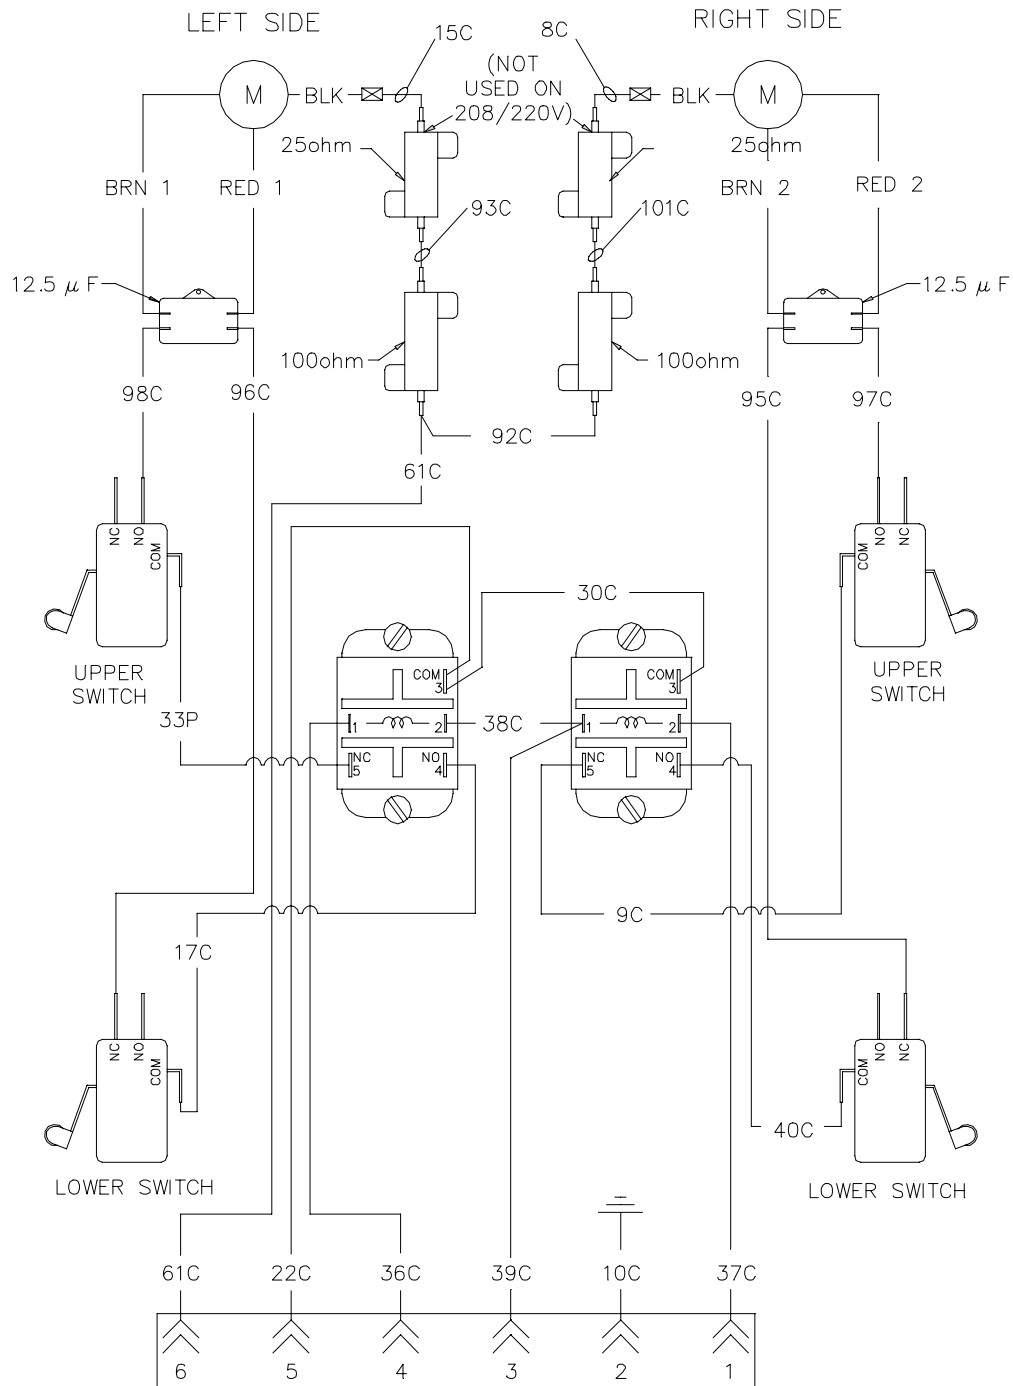 LEFT SIDE
RIGHT SIDE
15C
8C
(NOT
USED ON
208/220V)
M
BLK
BLK
M
25ohm
25ohm
BRN 1
RED 1
BRN 2
RED 2
93C
101C
12.5 μ F
12.5 μ F
100ohm
100ohm
98C
96C
95C
97C
92C
61C
NC
NO
COM
NO
NC
COM
UPPER
SWITCH
UPPER
SWITCH
30C
COM
3
COM
3
33P
1
2
38C
1
2
NC
5
NO
4
NC
5
NO
4
9C
17C
NC
NO
COM
NO
NC
COM
40C
LOWER SWITCH
LOWER SWITCH
61C
22C
36C
39C
10C
37C
6
5
4
3
2
1